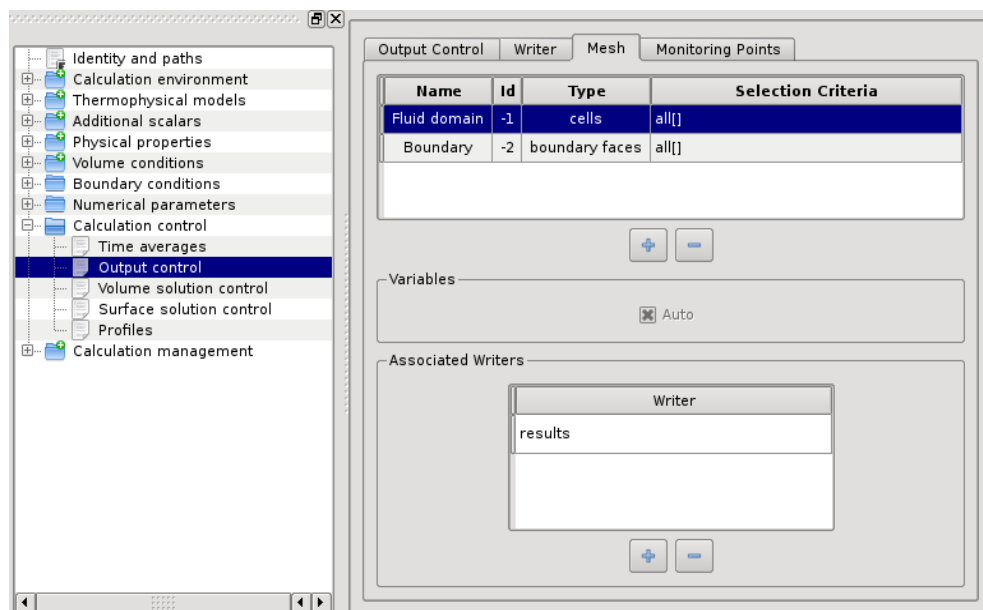 Identity and paths
Calculation environment
Thermophysical models
Additional scalars
Physical properties
Volume conditions
Boundary conditions
Numerical parameters
Calculation control
Time averages
Output control
Volume solution control
Surface solution control
Profiles
Calculation management
Output Control Writer Mesh Monitoring Points
Name Id Type Selection Criteria
Fluid domain -1 cells all[]
Boundary -2 boundary faces all[]
Variables
Auto
Associated Writers
Writer
results